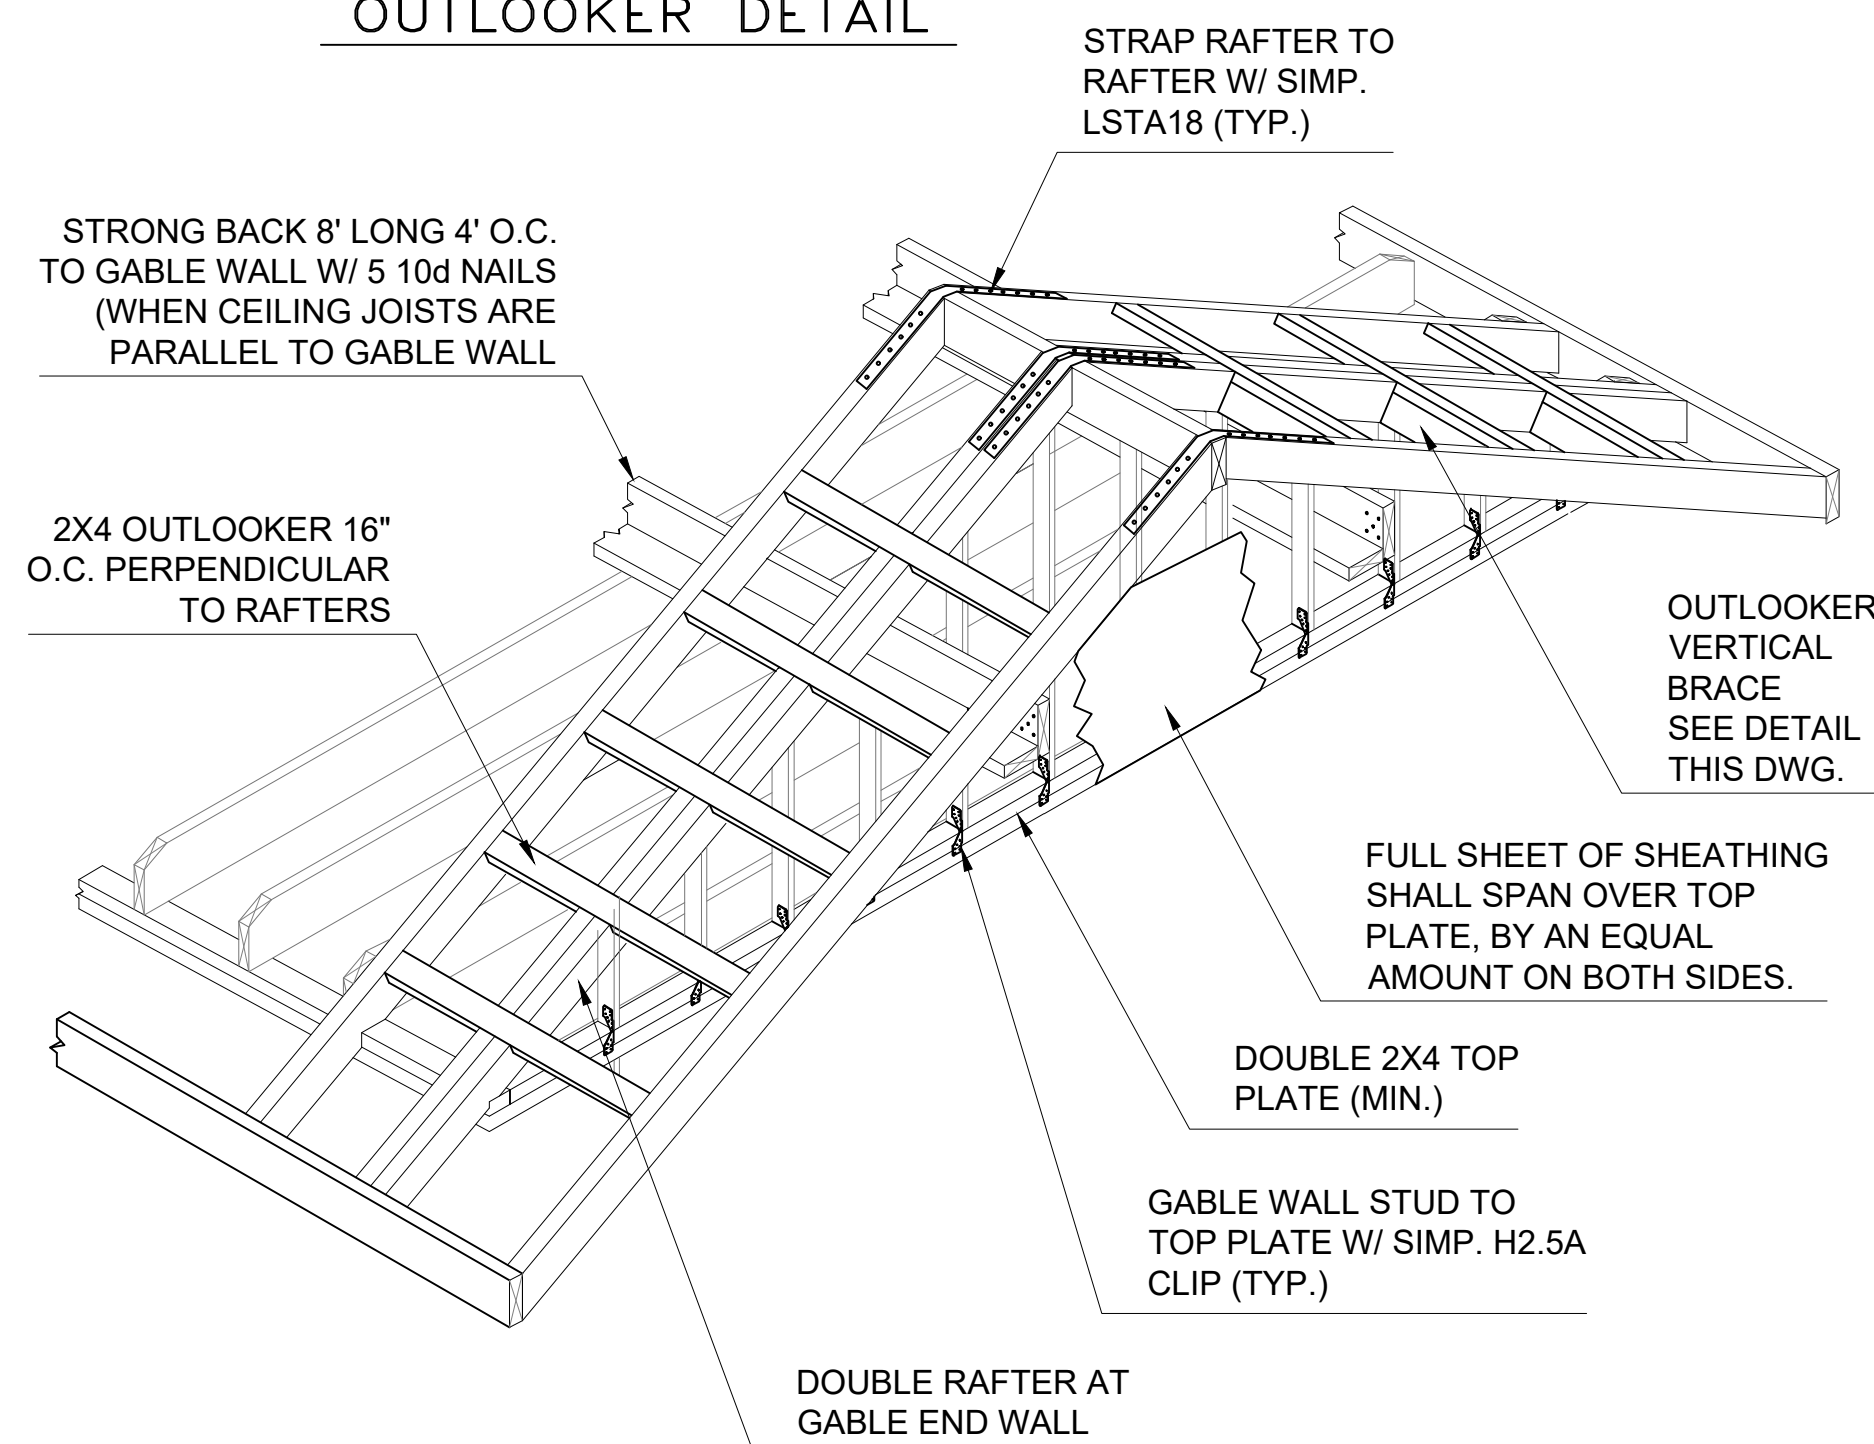 OUTLOOKER DETAIL
STRAP RAFTER TO
RAFTER W/ SIMP.
LSTA18 (TYP.)
STRONG BACK 8' LONG 4' O.C.
TO GABLE WALL W/ 5 10d NAILS
(WHEN CEILING JOISTS ARE
PARALLEL TO GABLE WALL
2X4 OUTLOOKER 16"
O.C. PERPENDICULAR
TO RAFTERS
OUTLOOKER
VERTICAL
BRACE
SEE DETAIL
THIS DWG.
FULL SHEET OF SHEATHING
SHALL SPAN OVER TOP
PLATE, BY AN EQUAL
AMOUNT ON BOTH SIDES.
DOUBLE 2X4 TOP
PLATE (MIN.)
GABLE WALL STUD TO
TOP PLATE W/ SIMP. H2.5A
CLIP (TYP.)
DOUBLE RAFTER AT
GABLE END WALL